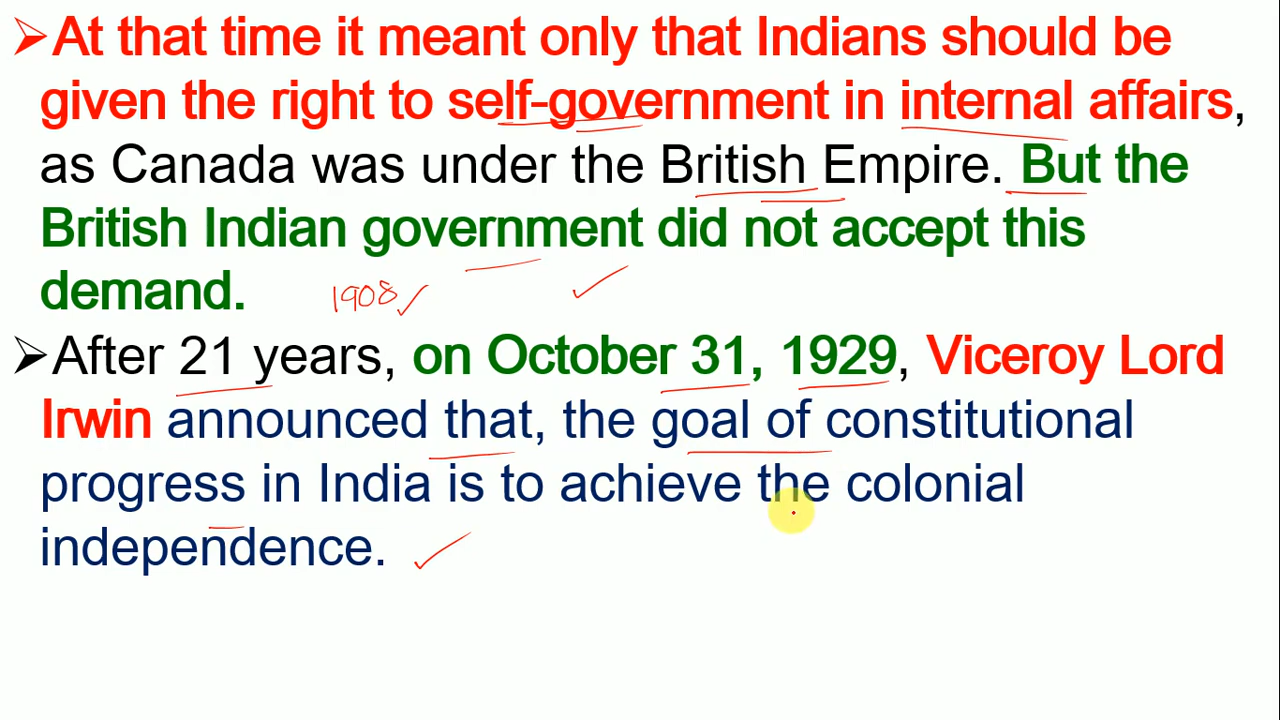 ➢At that time it meant only that Indians should be
given the right to self-government in internal affairs,
as Canada was under the British Empire. But the
British Indian government did not accept this
demand. 1908✓ ✓
➢After 21 years, on October 31, 1929, Viceroy Lord
Irwin announced that, the goal of constitutional
progress in India is to achieve the colonial
independence. ✓